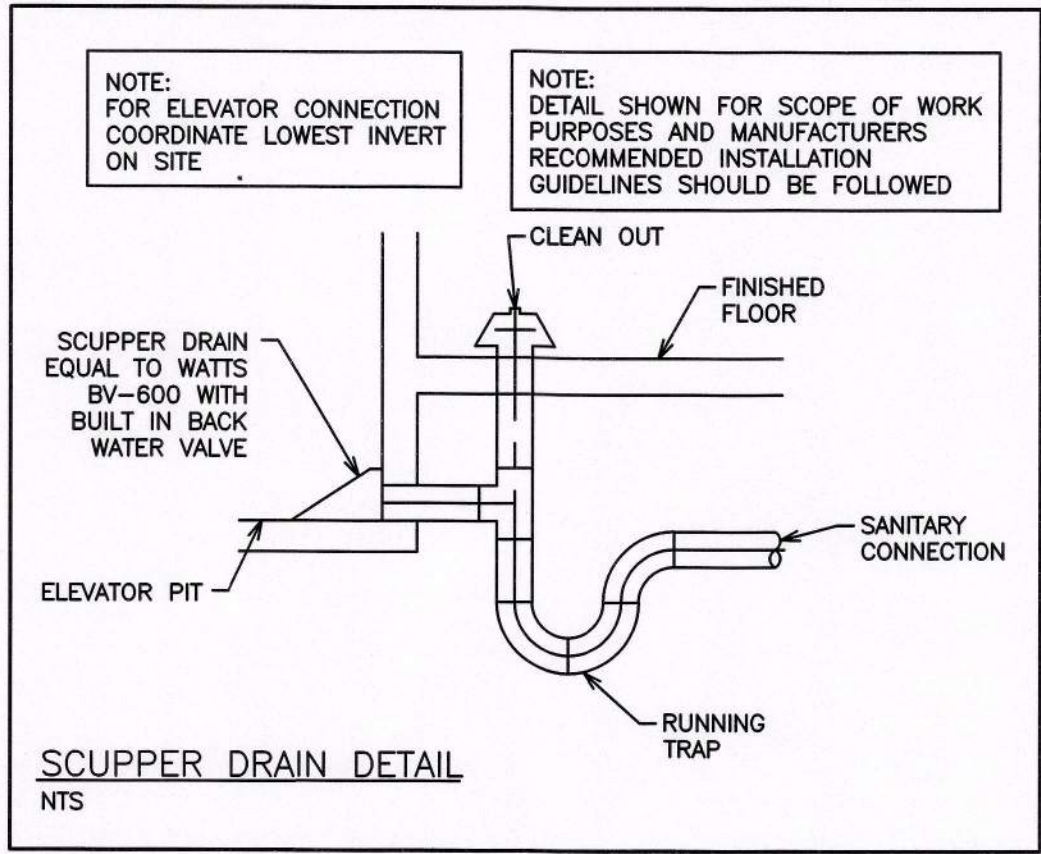 NOTE:
FOR ELEVATOR CONNECTION
COORDINATE LOWEST INVERT
ON SITE
NOTE:
DETAIL SHOWN FOR SCOPE OF WORK
PURPOSES AND MANUFACTURERS
RECOMMENDED INSTALLATION
GUIDELINES SHOULD BE FOLLOWED
CLEAN OUT
FINISHED
FLOOR
SCUPPER DRAIN
EQUAL TO WATTS
BV-600 WITH
BUILT IN BACK
WATER VALVE
SANITARY
CONNECTION
ELEVATOR PIT
RUNNING
TRAP
SCUPPER DRAIN DETAIL
NTS